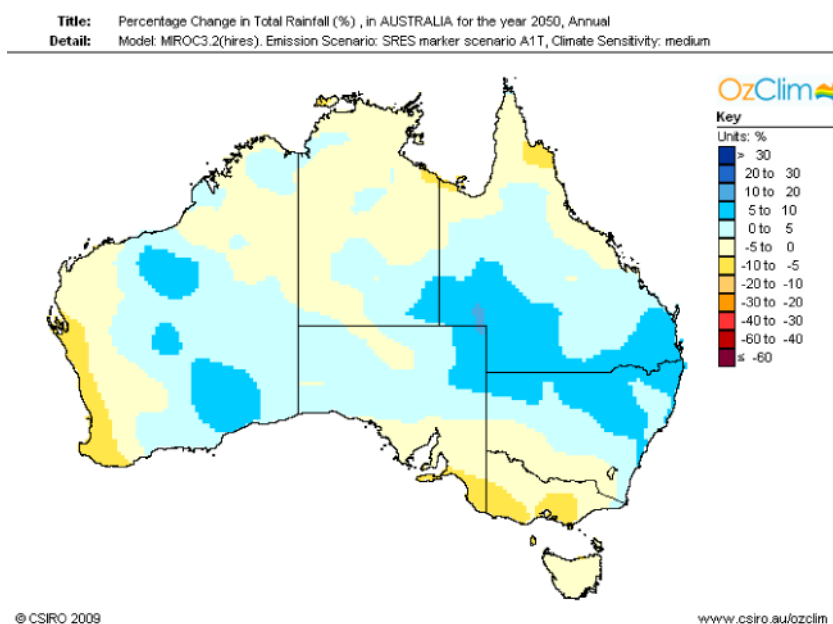 Title: Percentage Change in Total Rainfall (%) , in AUSTRALIA for the year 2050, Annual
Detail: Model: MIROC3.2(hires). Emission Scenario: SRES marker scenario A1T, Climate Sensitivity: medium
OzClim
Key
Units: %
> 30
20 to 30
10 to 20
5 to 10
0 to 5
-5 to 0
-10 to -5
-20 to -10
-30 to -20
-40 to -30
-60 to -40
≤ -60
© CSIRO 2009
www.csiro.au/ozclim